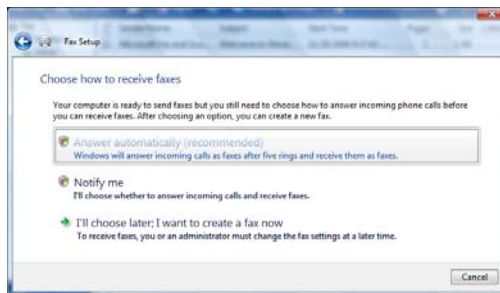 Fax Setup
Choose how to receive faxes
Your computer is ready to send faxes but you still need to choose how to answer incoming phone calls before
you can receive faxes. After choosing an option, you can create a new fax.
Answer automatically (recommended)
Windows will answer incoming calls as faxes after five rings and receive them as faxes.
Notify me
I'll choose whether to answer incoming calls and receive faxes.
I'll choose later; I want to create a fax now
To receive faxes, you or an administrator must change the fax settings at a later time.
Cancel